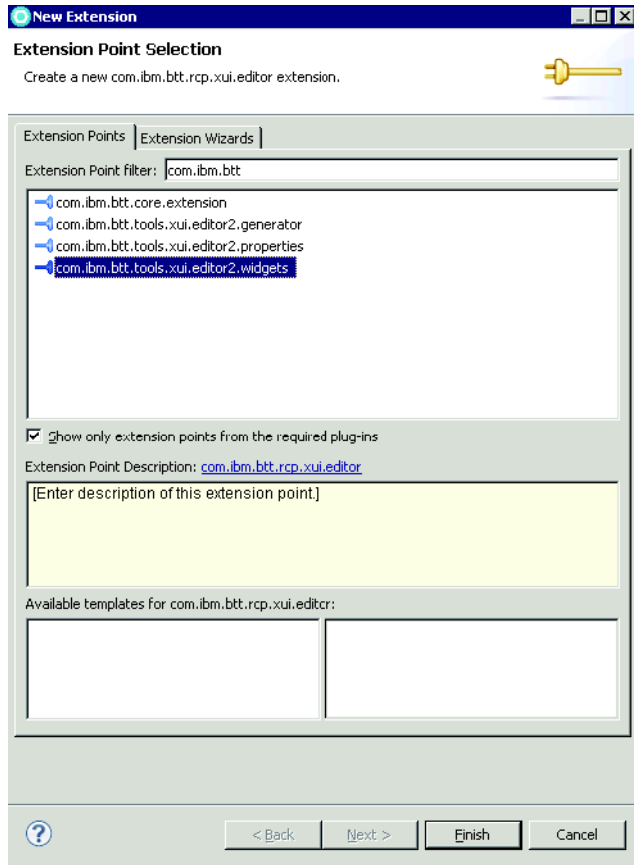 New Extension
Extension Point Selection
Create a new com.ibm.btt.rcp.xui.editor extension.
Extension Points Extension Wizards
Extension Point filter: com.ibm.btt
com.ibm.btt.core.extension
com.ibm.btt.tools.xui.editor2.generator
com.ibm.btt.tools.xui.editor2.properties
com.ibm.btt.tools.xui.editor2.widgets
Show only extension points from the required plug-ins
Extension Point Description: com.ibm.btt.rcp.xui.editor
[Enter description of this extension point.]
Available templates for com.ibm.btt.rcp.xui.editor:
? < Back Next > Finish Cancel